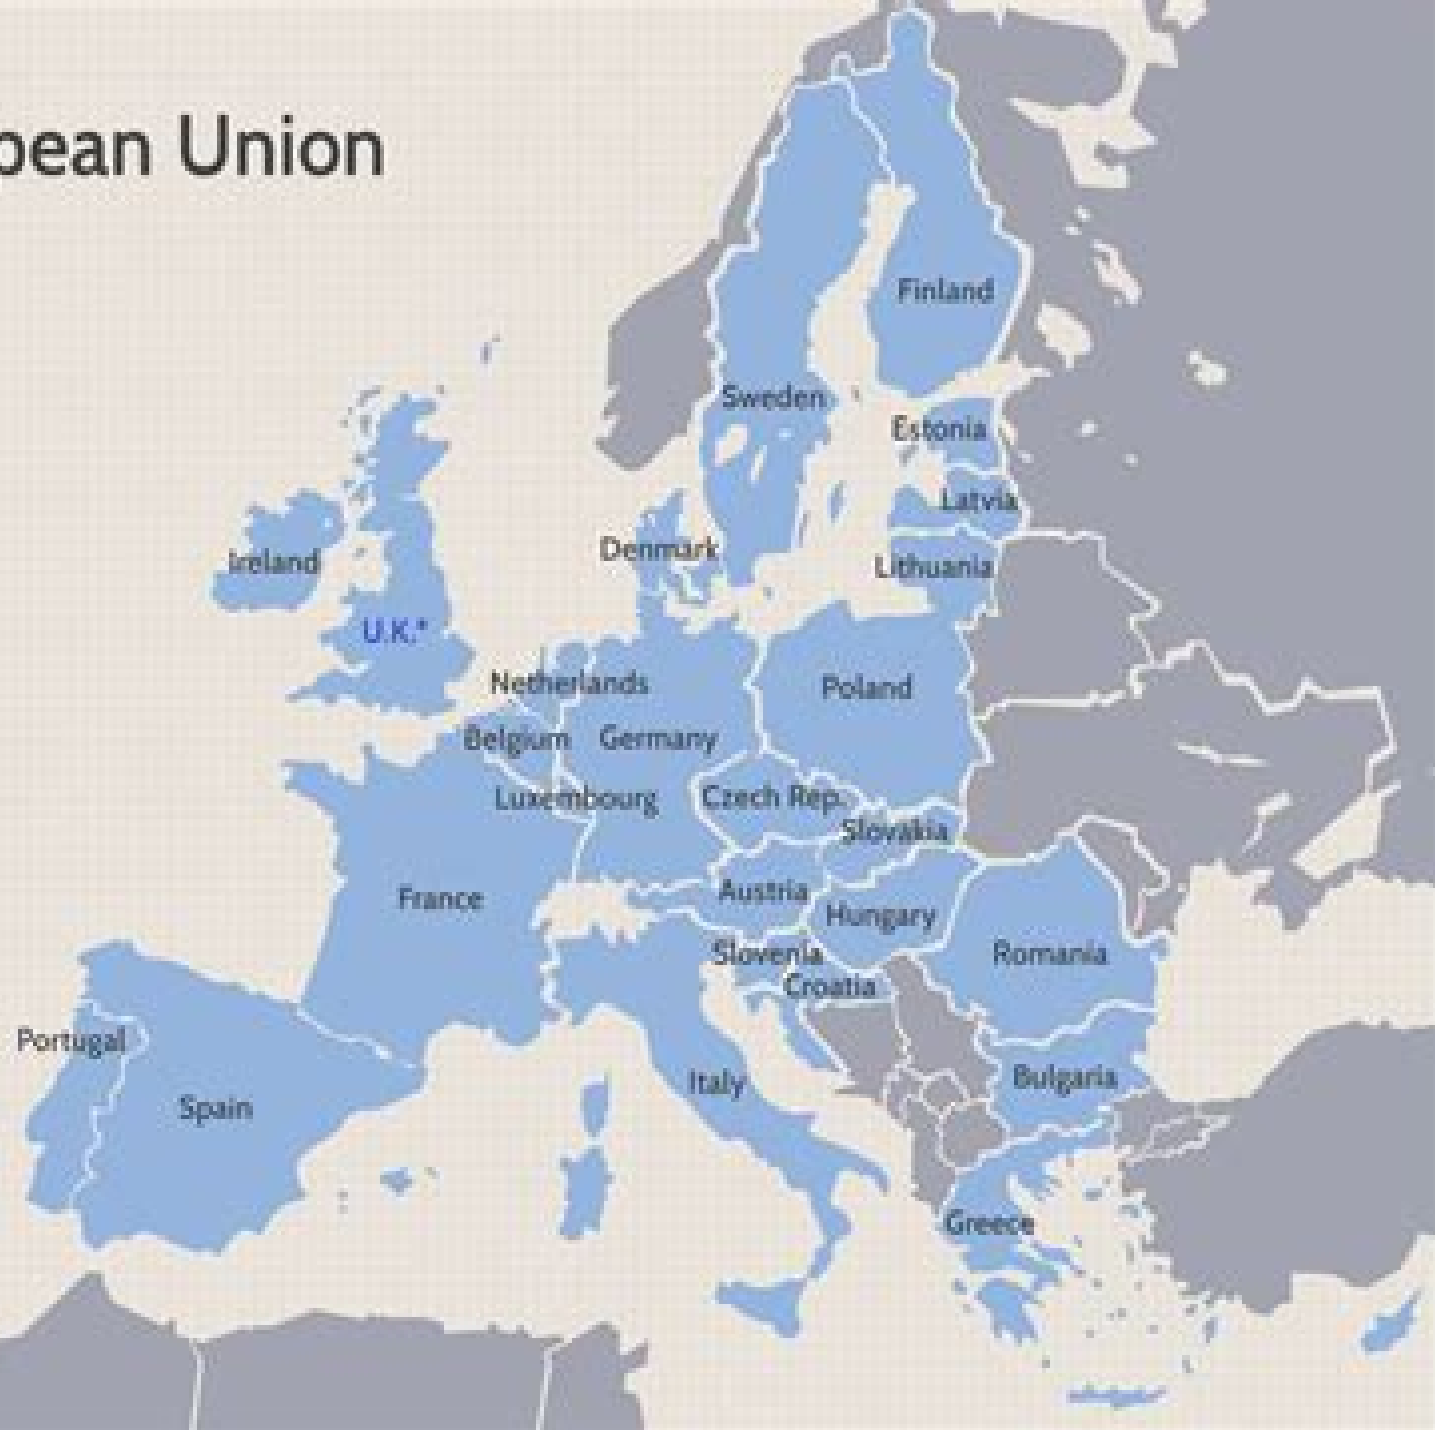 pean Union
Finland
Sweden
Estonia
Latvia
Denmark
Ireland
Lithuania
U.K.*
Netherlands
Poland
Belgium
Germany
Luxembourg
Czech Rep.
Slovakia
Austria
France
Hungary
Slovenia
Romania
Croatia
Portugal
Bulgaria
Italy
Spain
Greece